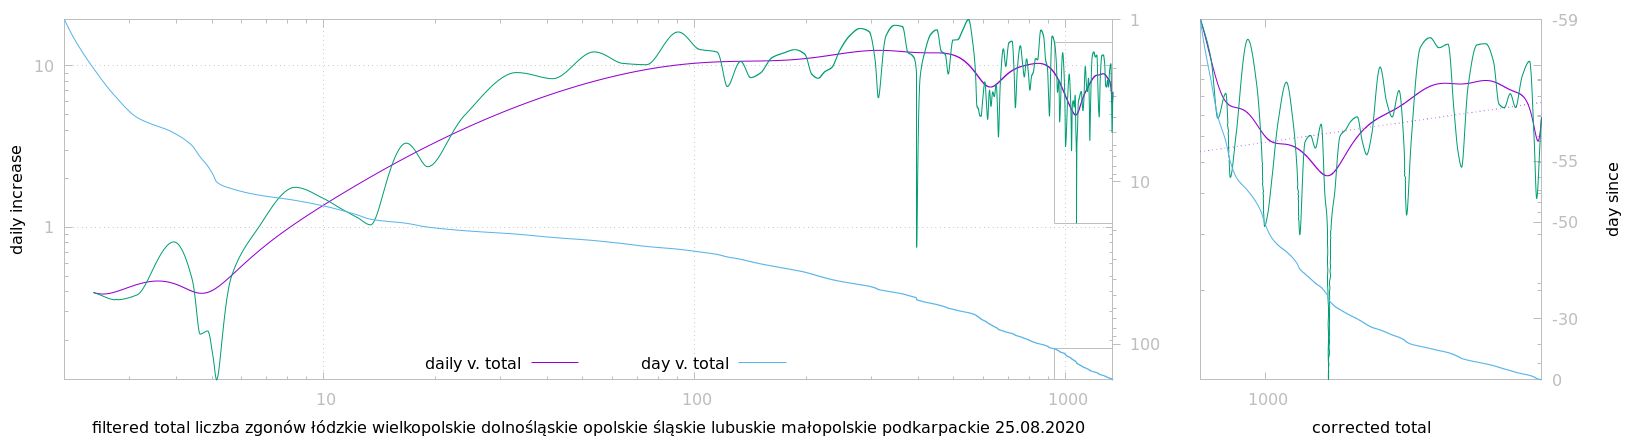 daily increase
10
1
daily v. total
day v. total
10
100
1000
1
10
100
filtered total liczba zgonów łódzkie wielkopolskie dolnośląskie opolskie śląskie lubuskie małopolskie podkarpackie 25.08.2020
1000
corrected total
-59
-55
-50
-30
0
day since